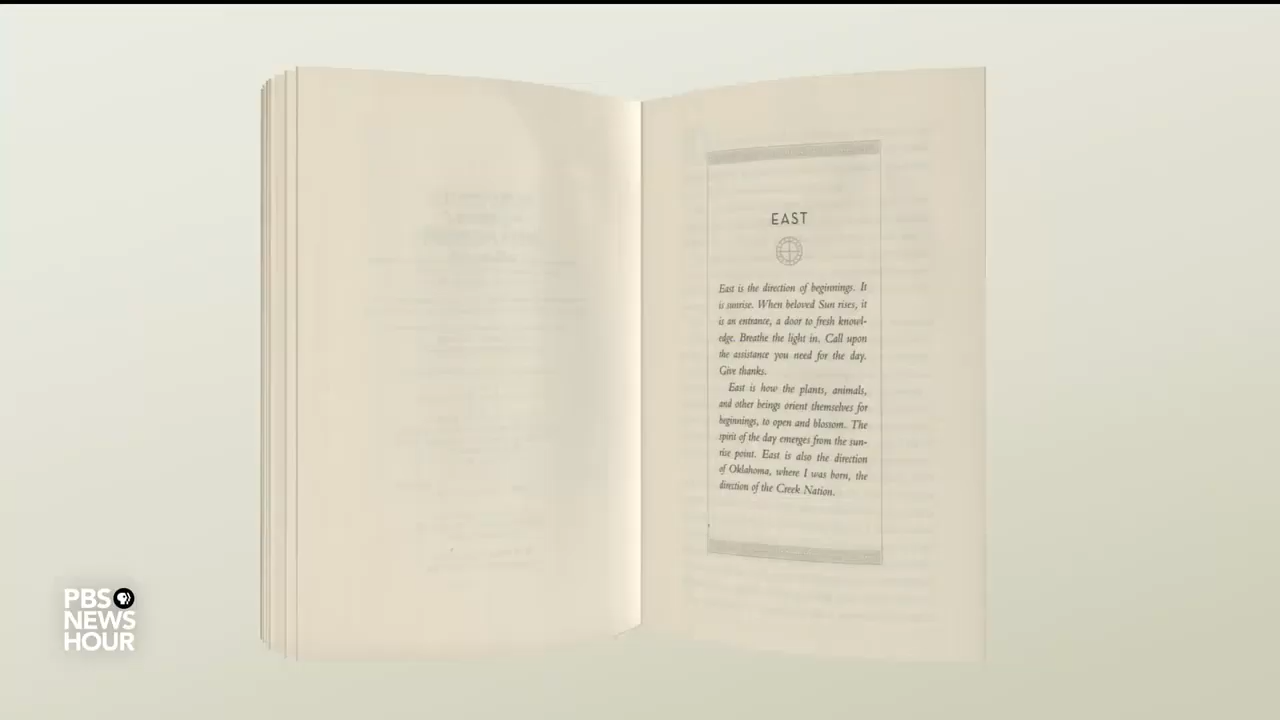 EAST
East is the direction of beginnings. It
is sunrise. When beloved Sun rises, it
is an entrance, a door to fresh knowl-
edge. Breathe the light in. Call upon
the assistance you need for the day.
Give thanks.
East is how the plants, animals,
and other beings orient themselves for
beginnings, to open and blossom. The
spirit of the day emerges from the sun-
rise point. East is also the direction
of Oklahoma, where I was born, the
direction of the Creek Nation.
PBS
NEWS
HOUR